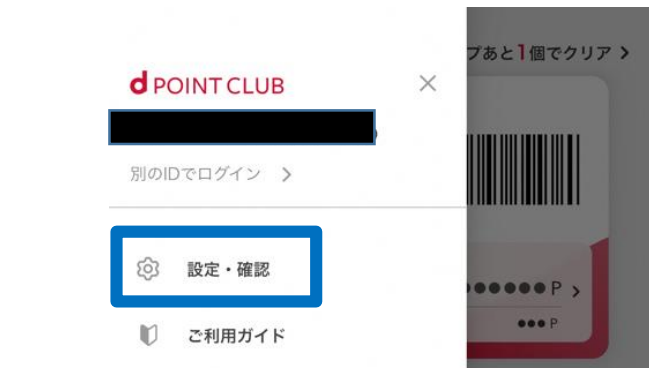 プあと1個でクリア
d POINT CLUB
別のIDでログイン
設定・確認
●●●●●● P
●●● P
ご利用ガイド